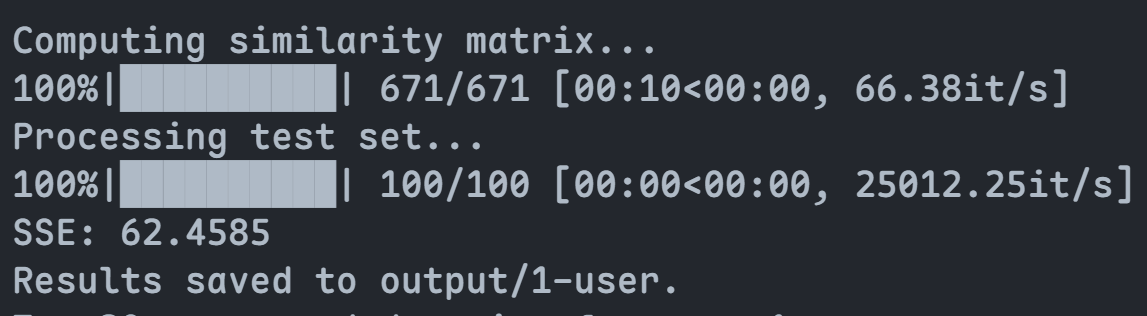 Computing similarity matrix...
100%|██████████| 671/671 [00:10<00:00, 66.38it/s]
Processing test set...
100%|██████████| 100/100 [00:00<00:00, 25012.25it/s]
SSE: 62.4585
Results saved to output/1-user.